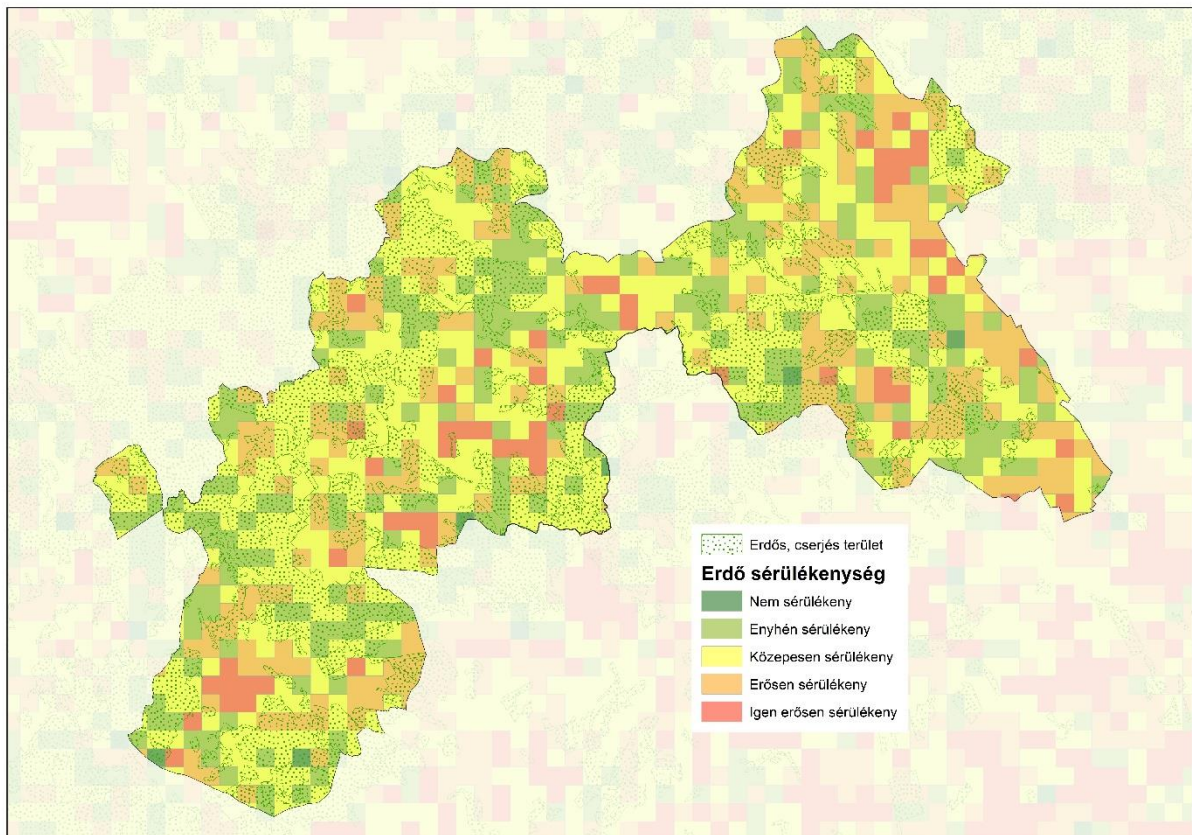 Erdős, cserjés terület
Erdő sérülékenység
Nem sérülékeny
Enyhén sérülékeny
Közepesen sérülékeny
Erősen sérülékeny
Igen erősen sérülékeny